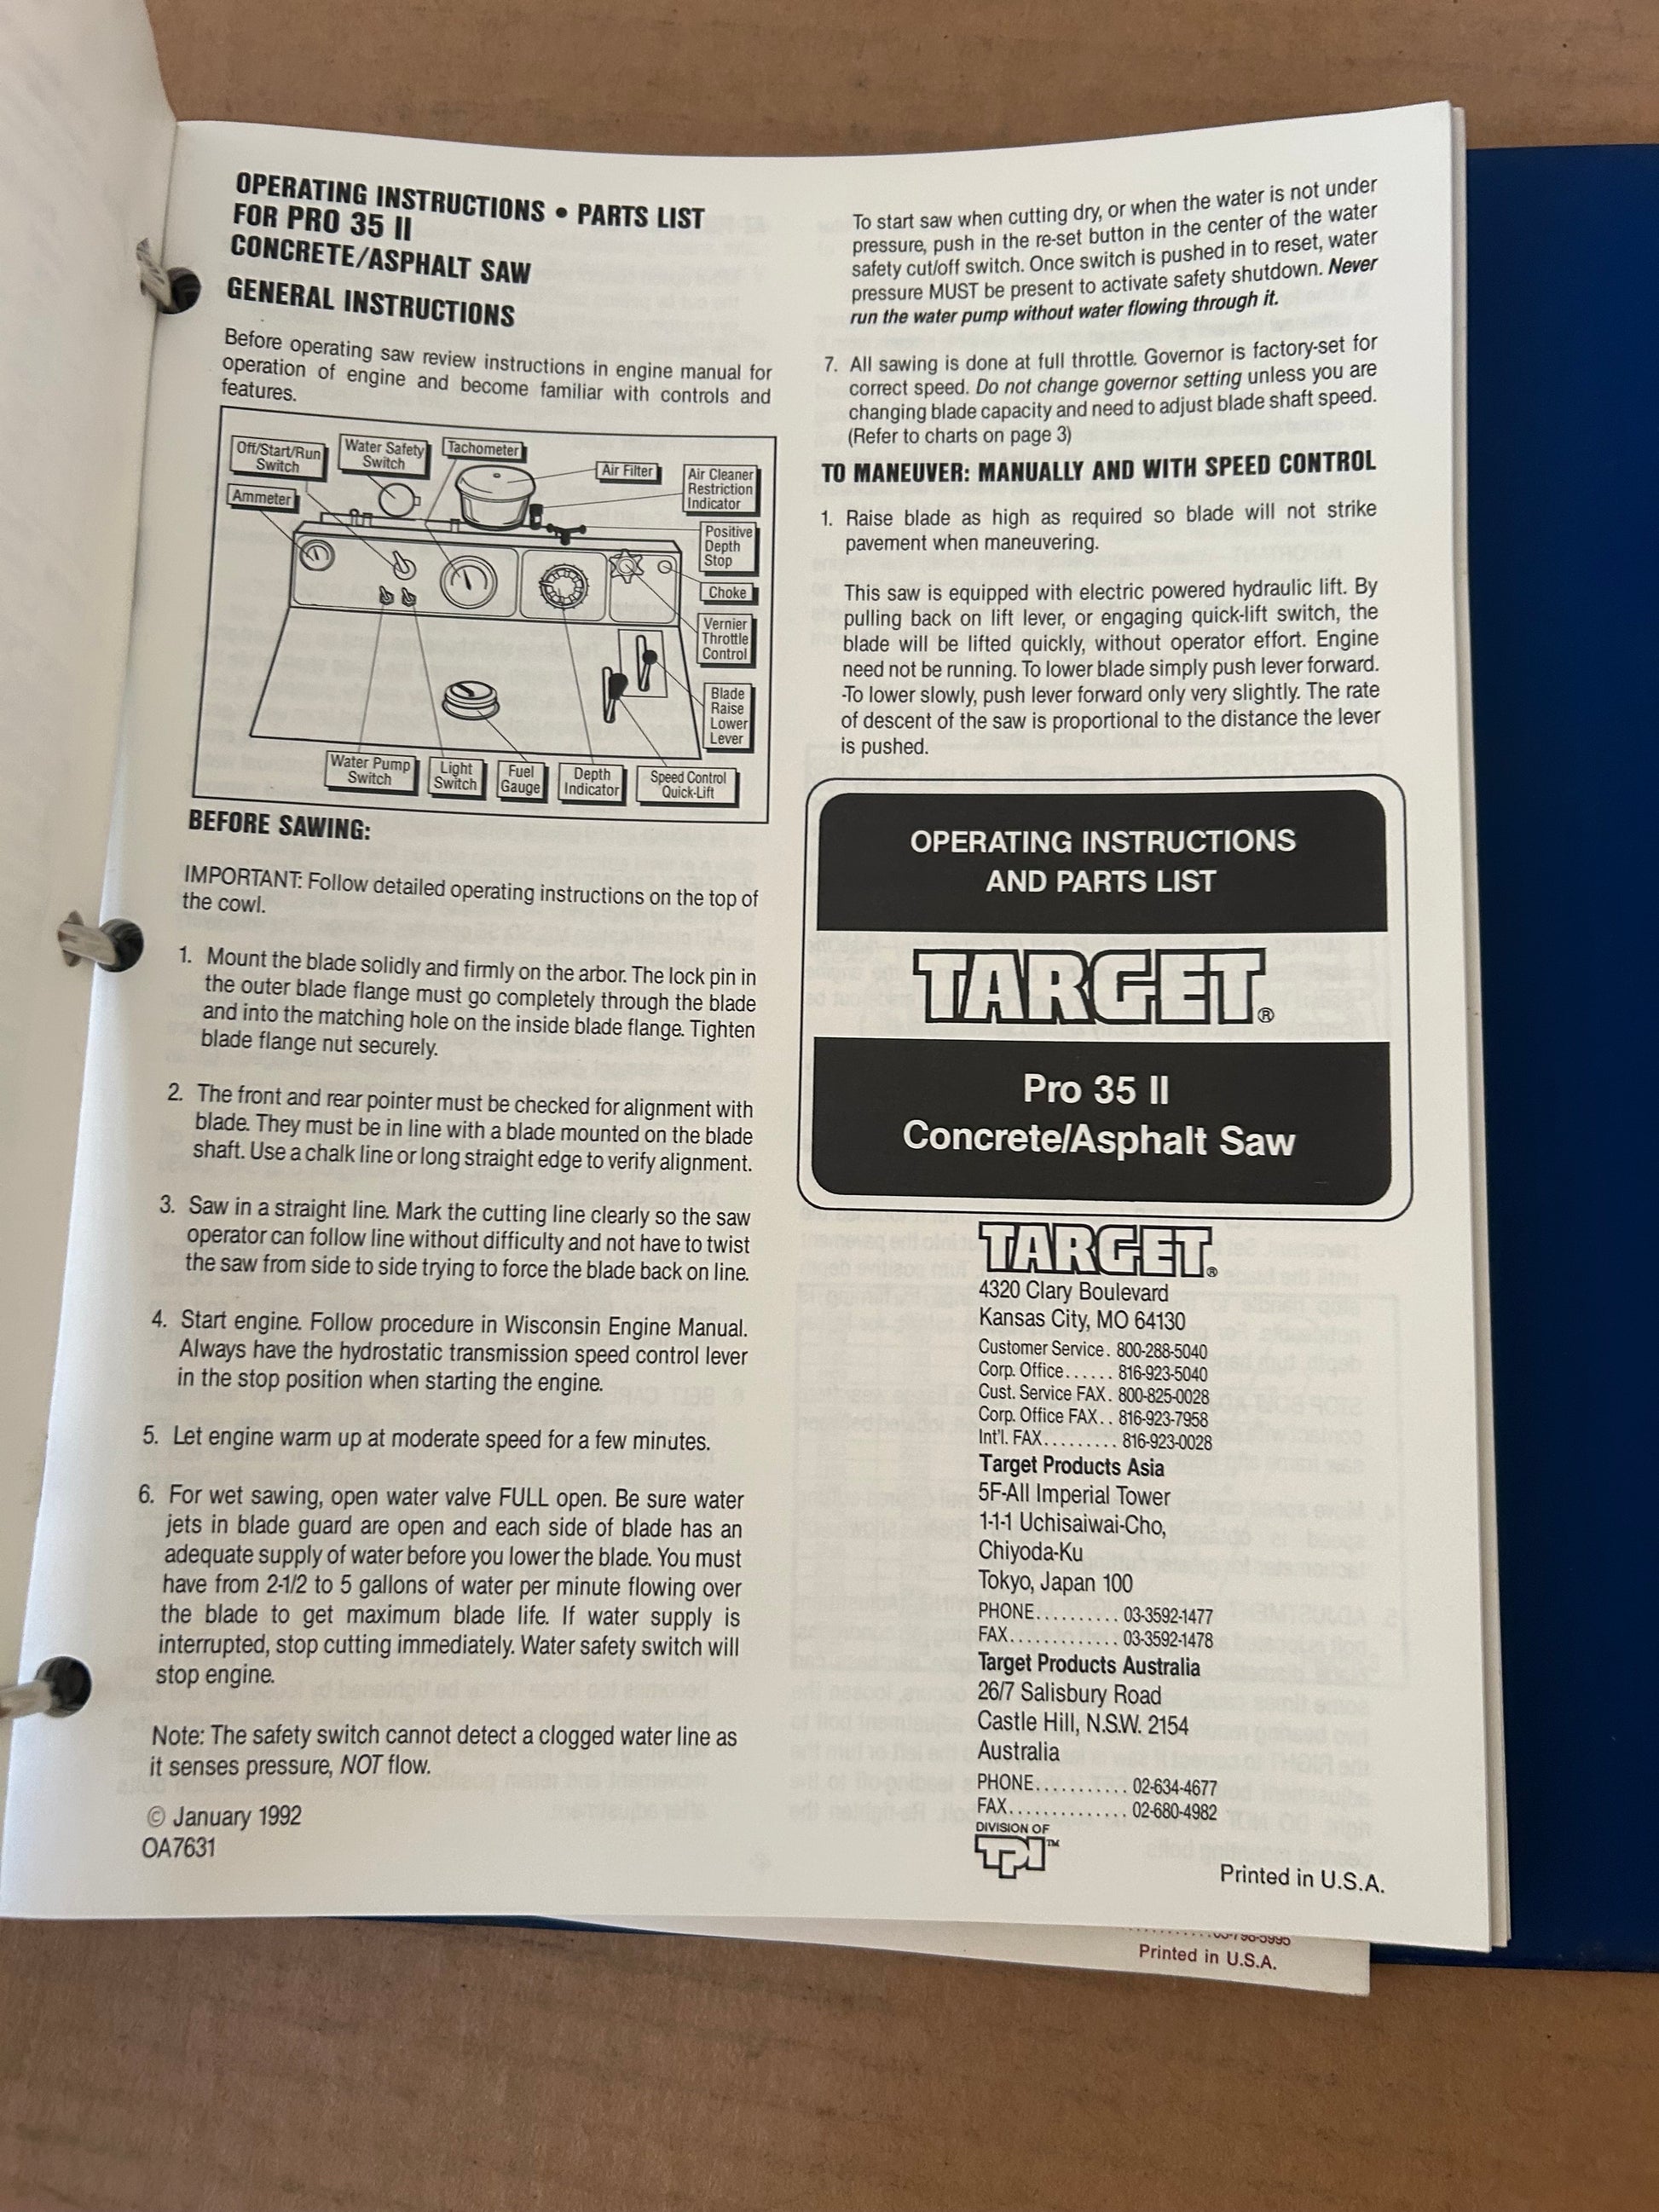 OPERATING INSTRUCTIONS • PARTS LIST
FOR PRO 35 II
CONCRETE/ASPHALT SAW
GENERAL INSTRUCTIONS
Before operating saw review instructions in engine manual for
operation of engine and become familiar with controls and
features.
Off/Start/Run
Switch
Water Safety
Switch
Tachometer
Air Filter
Air Cleaner
Restriction
Indicator
Ammeter
Positive
Depth
Stop
Choke
Vernier
Throttle
Control
Blade
Raise
Lower
Lever
Water Pump
Switch
Light
Switch
Fuel
Gauge
Depth
Indicator
Speed Control
Quick-Lift
BEFORE SAWING:
IMPORTANT: Follow detailed operating instructions on the top of
the cowl.
1. Mount the blade solidly and firmly on the arbor. The lock pin in
the outer blade flange must go completely through the blade
and into the matching hole on the inside blade flange. Tighten
blade flange nut securely.
2. The front and rear pointer must be checked for alignment with
blade. They must be in line with a blade mounted on the blade
shaft. Use a chalk line or long straight edge to verify alignment.
3. Saw in a straight line. Mark the cutting line clearly so the saw
operator can follow line without difficulty and not have to twist
the saw from side to side trying to force the blade back on line.
4. Start engine. Follow procedure in Wisconsin Engine Manual.
Always have the hydrostatic transmission speed control lever
in the stop position when starting the engine.
5. Let engine warm up at moderate speed for a few minutes.
6. For wet sawing, open water valve FULL open. Be sure water
jets in blade guard are open and each side of blade has an
adequate supply of water before you lower the blade. You must
have from 2-1/2 to 5 gallons of water per minute flowing over
the blade to get maximum blade life. If water supply is
interrupted, stop cutting immediately. Water safety switch will
stop engine.
Note: The safety switch cannot detect a clogged water line as
it senses pressure, NOT flow.
© January 1992
OA7631
To start saw when cutting dry, or when the water is not under
pressure, push in the re-set button in the center of the water
safety cut/off switch. Once switch is pushed in to reset, water
pressure MUST be present to activate safety shutdown. Never
run the water pump without water flowing through it.
7. All sawing is done at full throttle. Governor is factory-set for
correct speed. Do not change governor setting unless you are
changing blade capacity and need to adjust blade shaft speed.
(Refer to charts on page 3)
TO MANEUVER: MANUALLY AND WITH SPEED CONTROL
1. Raise blade as high as required so blade will not strike
pavement when maneuvering.
This saw is equipped with electric powered hydraulic lift. By
pulling back on lift lever, or engaging quick-lift switch, the
blade will be lifted quickly, without operator effort. Engine
need not be running. To lower blade simply push lever forward.
-To lower slowly, push lever forward only very slightly. The rate
of descent of the saw is proportional to the distance the lever
is pushed.
OPERATING INSTRUCTIONS
AND PARTS LIST
TARGET®
Pro 35 II
Concrete/Asphalt Saw
TARGET®
4320 Clary Boulevard
Kansas City, MO 64130
Customer Service. 800-288-5040
Corp. Office...... 816-923-5040
Cust. Service FAX. 800-825-0028
Corp. Office FAX.. 816-923-7958
Int'l. FAX......... 816-923-0028
Target Products Asia
5F-All Imperial Tower
1-1-1 Uchisaiwai-Cho,
Chiyoda-Ku
Tokyo, Japan 100
PHONE.......... 03-3592-1477
FAX............. 03-3592-1478
Target Products Australia
26/7 Salisbury Road
Castle Hill, N.S.W. 2154
Australia
PHONE........... 02-634-4677
FAX.............. 02-680-4982
DIVISION OF
TPI™
Printed in U.S.A.
Printed in U.S.A.